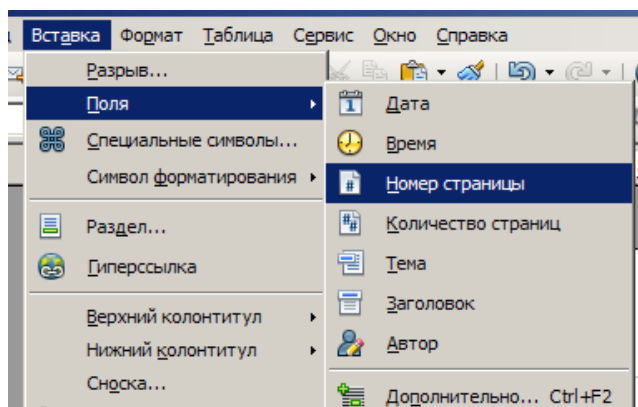 Вставка Формат Таблица Сервис Окно Справка
Разрыв...
Поля
Специальные символы...
Символ форматирования
Раздел...
Гиперссылка
Верхний колонтитул
Нижний колонтитул
Сноска...
Дата
Время
Номер страницы
Количество страниц
Тема
Заголовок
Автор
Дополнительно... Ctrl+F2